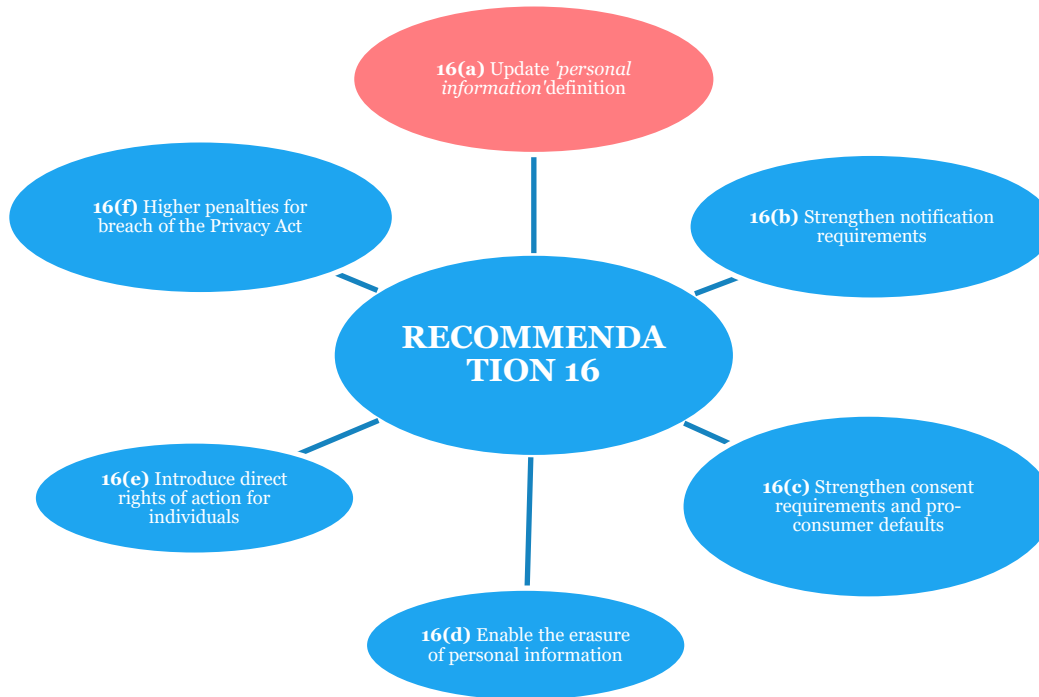 16(a) Update 'personal
information'definition
16(f) Higher penalties for
breach of the Privacy Act
16(b) Strengthen notification
requirements
RECOMMENDA
TION 16
16(e) Introduce direct
rights of action for
individuals
16(c) Strengthen consent
requirements and pro-
consumer defaults
16(d) Enable the erasure
of personal information